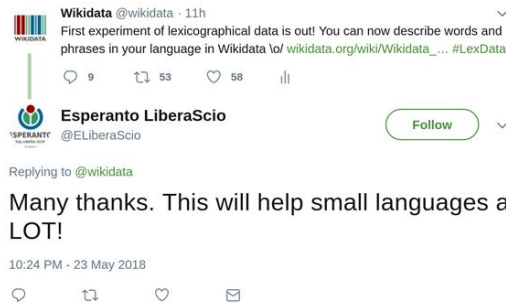 Wikidata @wikidata · 11h
First experiment of lexicographical data is out! You can now describe words and
phrases in your language in Wikidata \o/ wikidata.org/wiki/Wikidata_… #LexData
9 53 58
WIKIDATA
Esperanto LiberaScio
@ELiberaScio
Follow
Replying to @wikidata
Many thanks. This will help small languages a
LOT!
10:24 PM - 23 May 2018